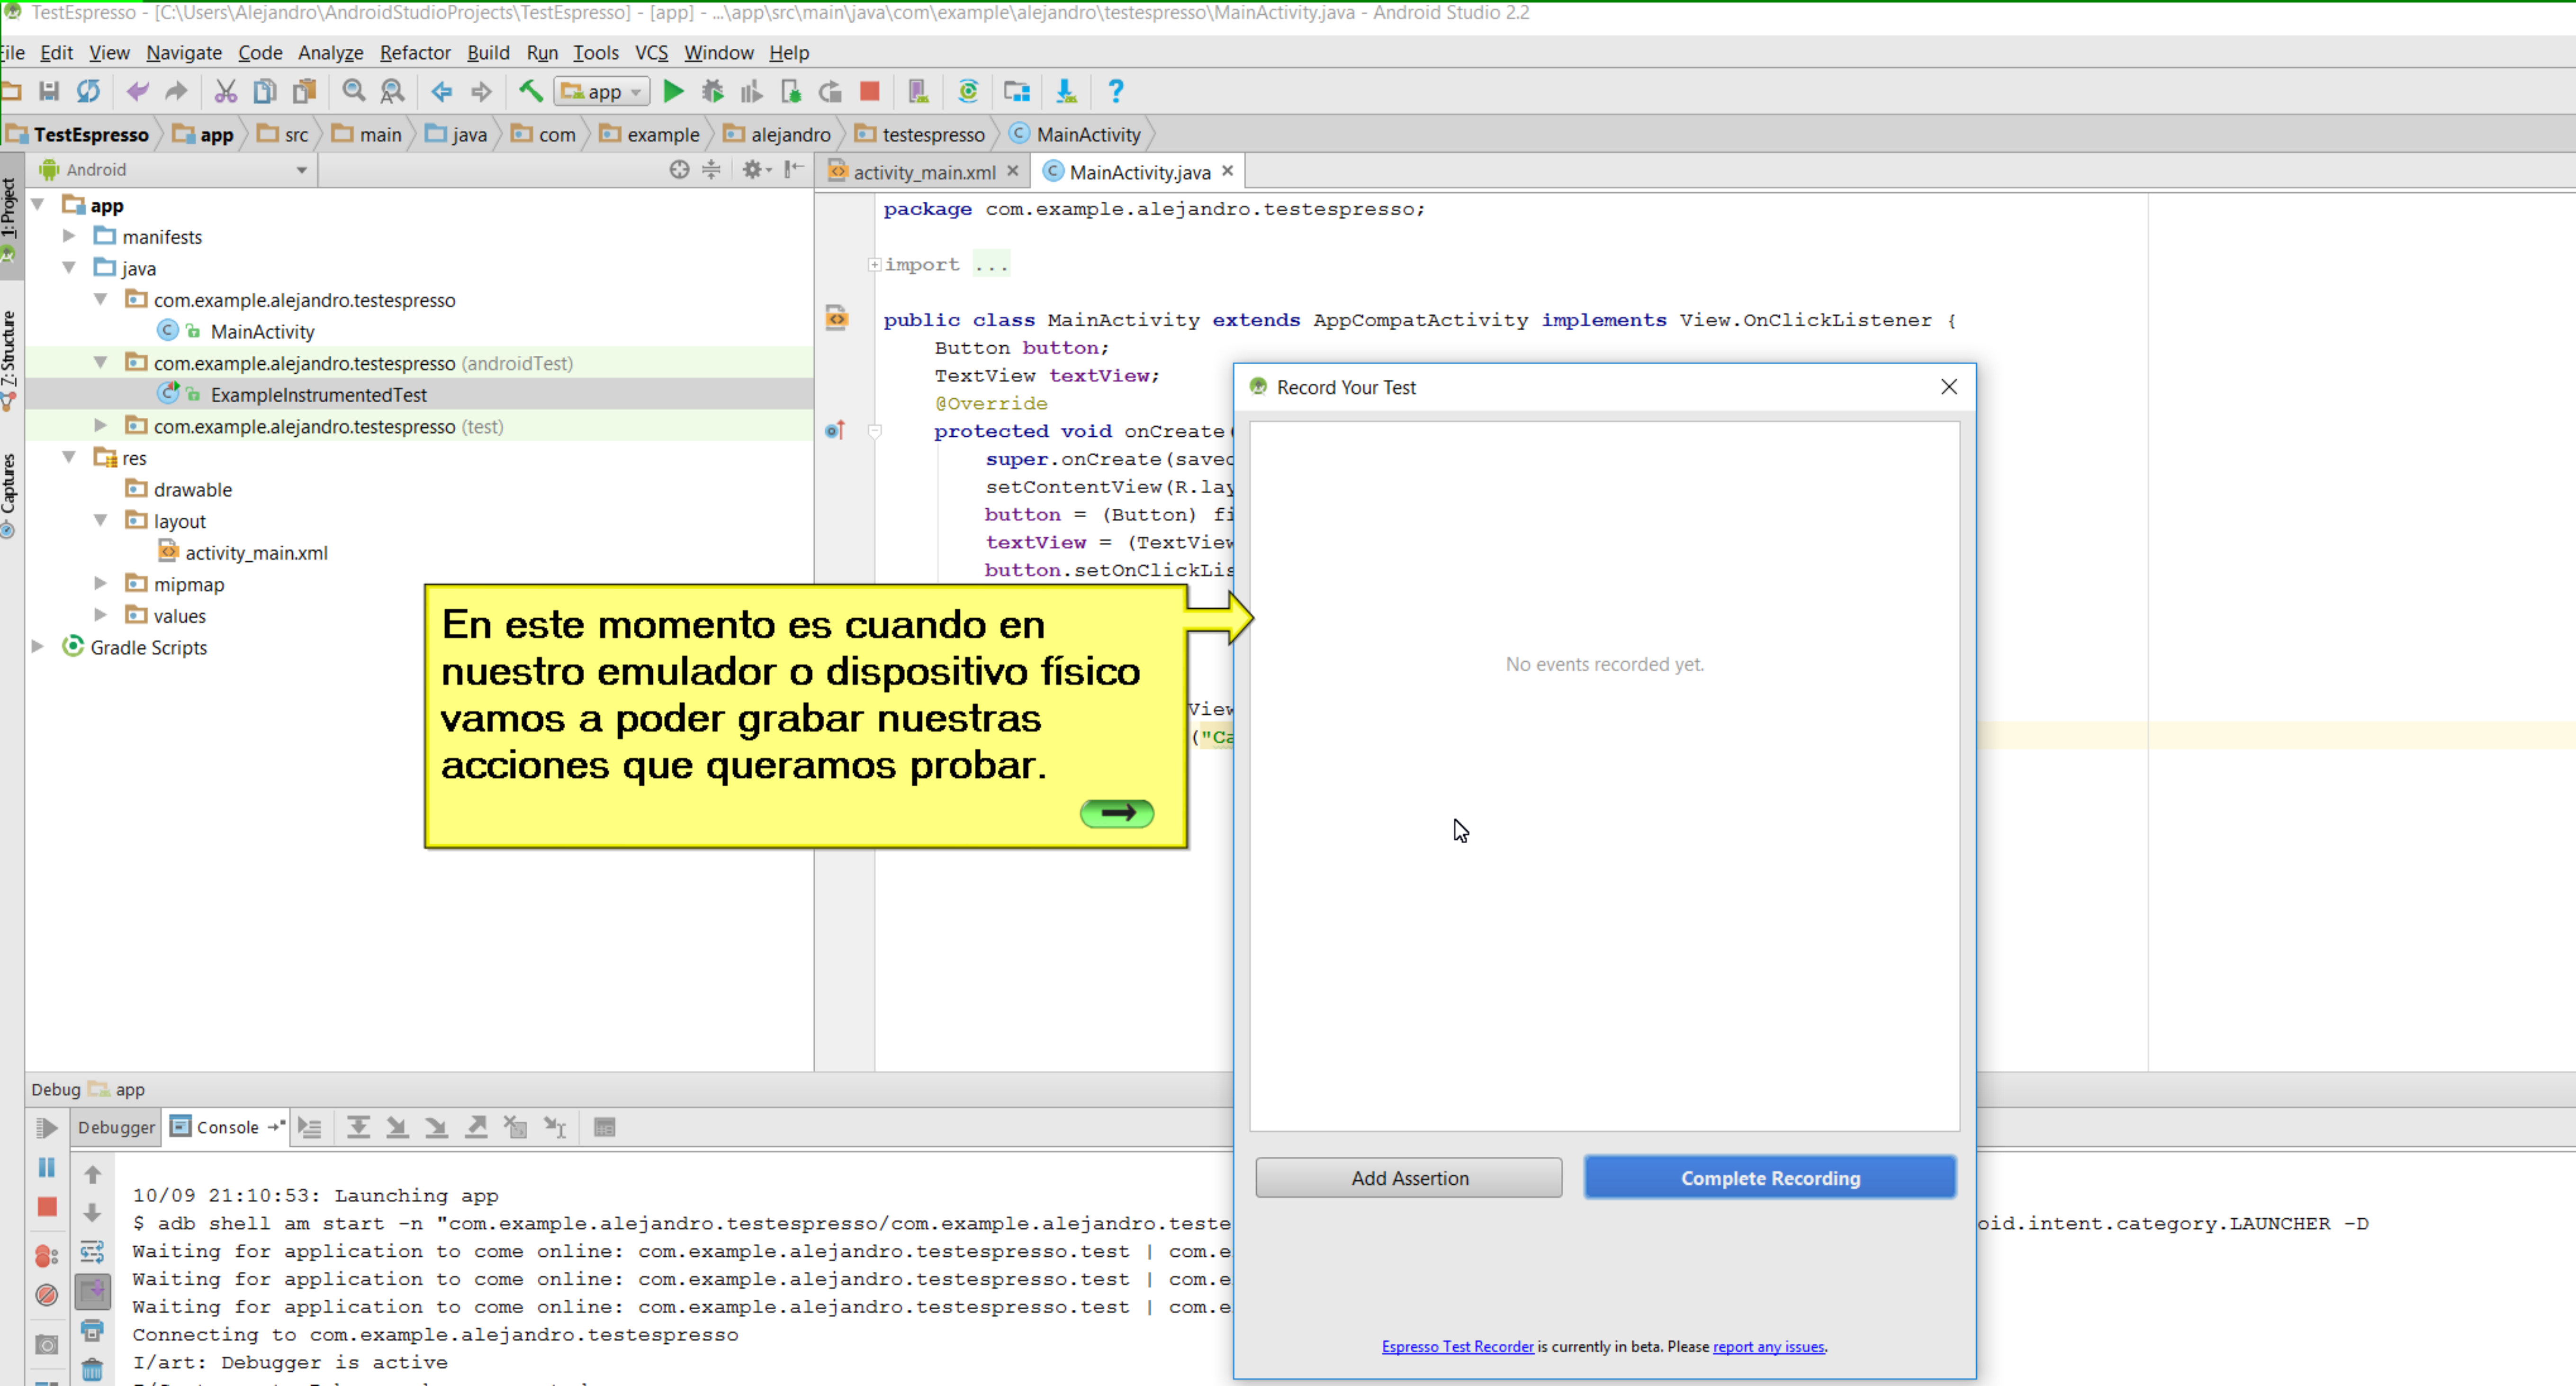 TestEspresso - [C:\Users\Alejandro\AndroidStudioProjects\TestEspresso] - [app] - ...\app\src\main\java\com\example\alejandro\testespresso\MainActivity.java - Android Studio 2.2
File Edit View Navigate Code Analyze Refactor Build Run Tools VCS Window Help
app
TestEspresso app src main java com example alejandro testespresso MainActivity
1: Project
7: Structure
Captures
Android
app
manifests
java
com.example.alejandro.testespresso
MainActivity
com.example.alejandro.testespresso (androidTest)
ExampleInstrumentedTest
com.example.alejandro.testespresso (test)
res
drawable
layout
activity_main.xml
mipmap
values
Gradle Scripts
activity_main.xml MainActivity.java
package com.example.alejandro.testespresso;
import ...
public class MainActivity extends AppCompatActivity implements View.OnClickListener {
Button button;
TextView textView;
@Override
protected void onCreate(
super.onCreate(saved
setContentView(R.lay
button = (Button) fi
textView = (TextView
button.setOnClickLis
View
("Ca
En este momento es cuando en
nuestro emulador o dispositivo físico
vamos a poder grabar nuestras
acciones que queramos probar.
Record Your Test
No events recorded yet.
Add Assertion Complete Recording
Espresso Test Recorder is currently in beta. Please report any issues.
Debug app
Debugger Console
10/09 21:10:53: Launching app
$ adb shell am start -n "com.example.alejandro.testespresso/com.example.alejandro.teste oid.intent.category.LAUNCHER -D
Waiting for application to come online: com.example.alejandro.testespresso.test | com.e
Waiting for application to come online: com.example.alejandro.testespresso.test | com.e
Waiting for application to come online: com.example.alejandro.testespresso.test | com.e
Connecting to com.example.alejandro.testespresso
I/art: Debugger is active